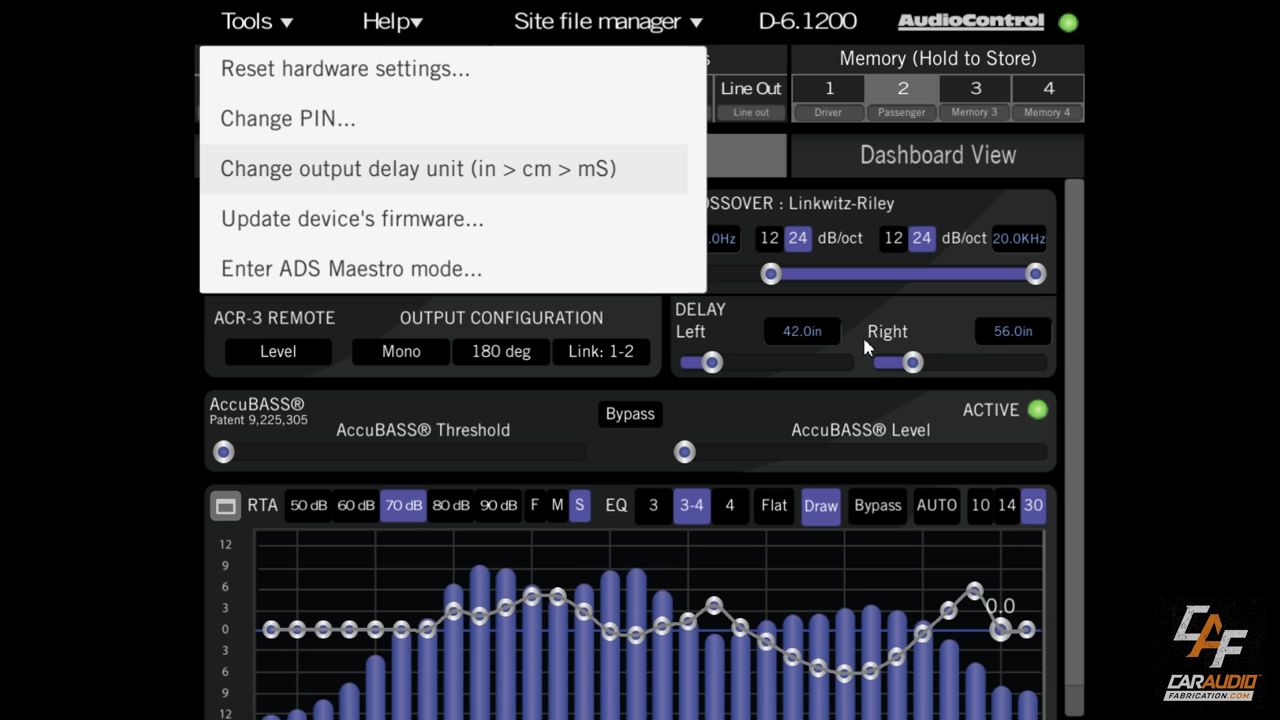 Tools ▼ Help▼ Site file manager ▼ D-6.1200 AudioControl
Reset hardware settings...
Change PIN...
Change output delay unit (in > cm > mS)
Update device's firmware...
Enter ADS Maestro mode...
s
Line Out
Line out
Memory (Hold to Store)
1 2 3 4
Driver Passenger Memory 3 Memory 4
Dashboard View
OSSOVER : Linkwitz-Riley
.0Hz 12 24 dB/oct 12 24 dB/oct 20.0KHz
ACR-3 REMOTE OUTPUT CONFIGURATION
Level Mono 180 deg Link: 1-2
DELAY
Left 42.0in Right 56.0in
AccuBASS®
Patent 9,225,305
AccuBASS® Threshold
Bypass
ACTIVE
AccuBASS® Level
RTA 50 dB 60 dB 70 dB 80 dB 90 dB F M S EQ 3 3-4 4 Flat Draw Bypass AUTO 10 14 30
12
9
6
3
0
3
6
9
12
0.0
CAF
CARAUDIO
FABRICATION.COM